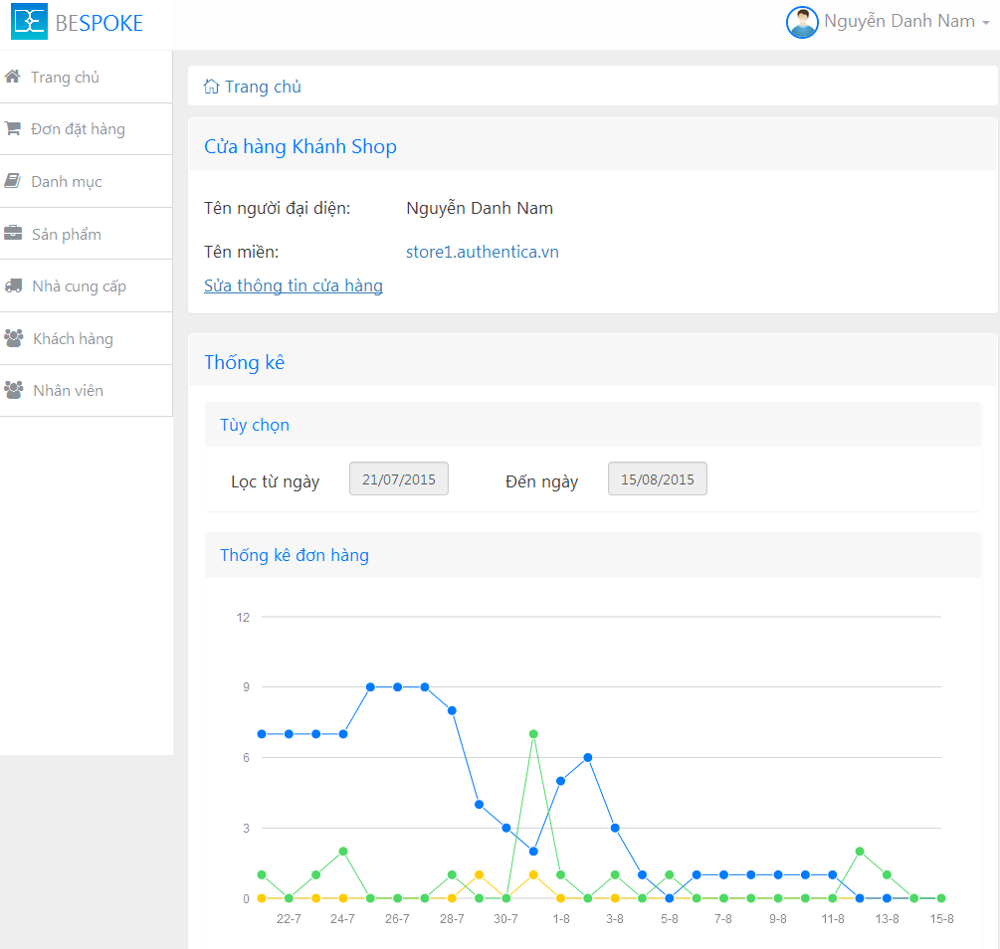 BESPOKE
Nguyễn Danh Nam
Trang chủ
Đơn đặt hàng
Danh mục
Sản phẩm
Nhà cung cấp
Khách hàng
Nhân viên
Trang chủ
Cửa hàng Khánh Shop
Tên người đại diện: Nguyễn Danh Nam
Tên miền: store1.authentica.vn
Sửa thông tin cửa hàng
Thống kê
Tùy chọn
Lọc từ ngày 21/07/2015 Đến ngày 15/08/2015
Thống kê đơn hàng
12
9
6
3
0
22-7 24-7 26-7 28-7 30-7 1-8 3-8 5-8 7-8 9-8 11-8 13-8 15-8